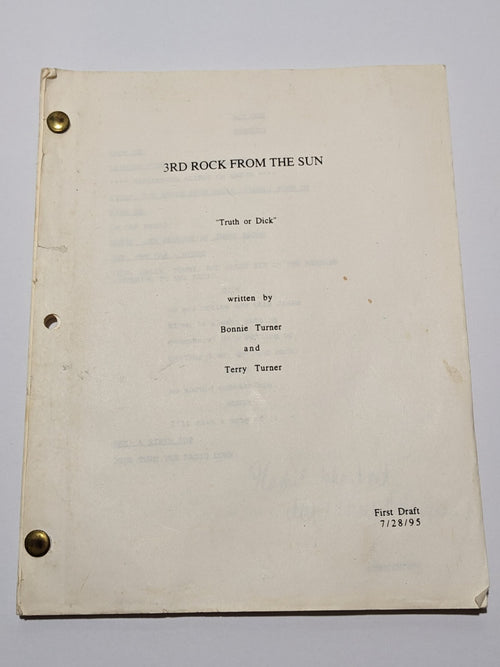 3RD ROCK FROM THE SUN
"Truth or Dick"
written by
Bonnie Turner
and
Terry Turner
First Draft
7/28/95